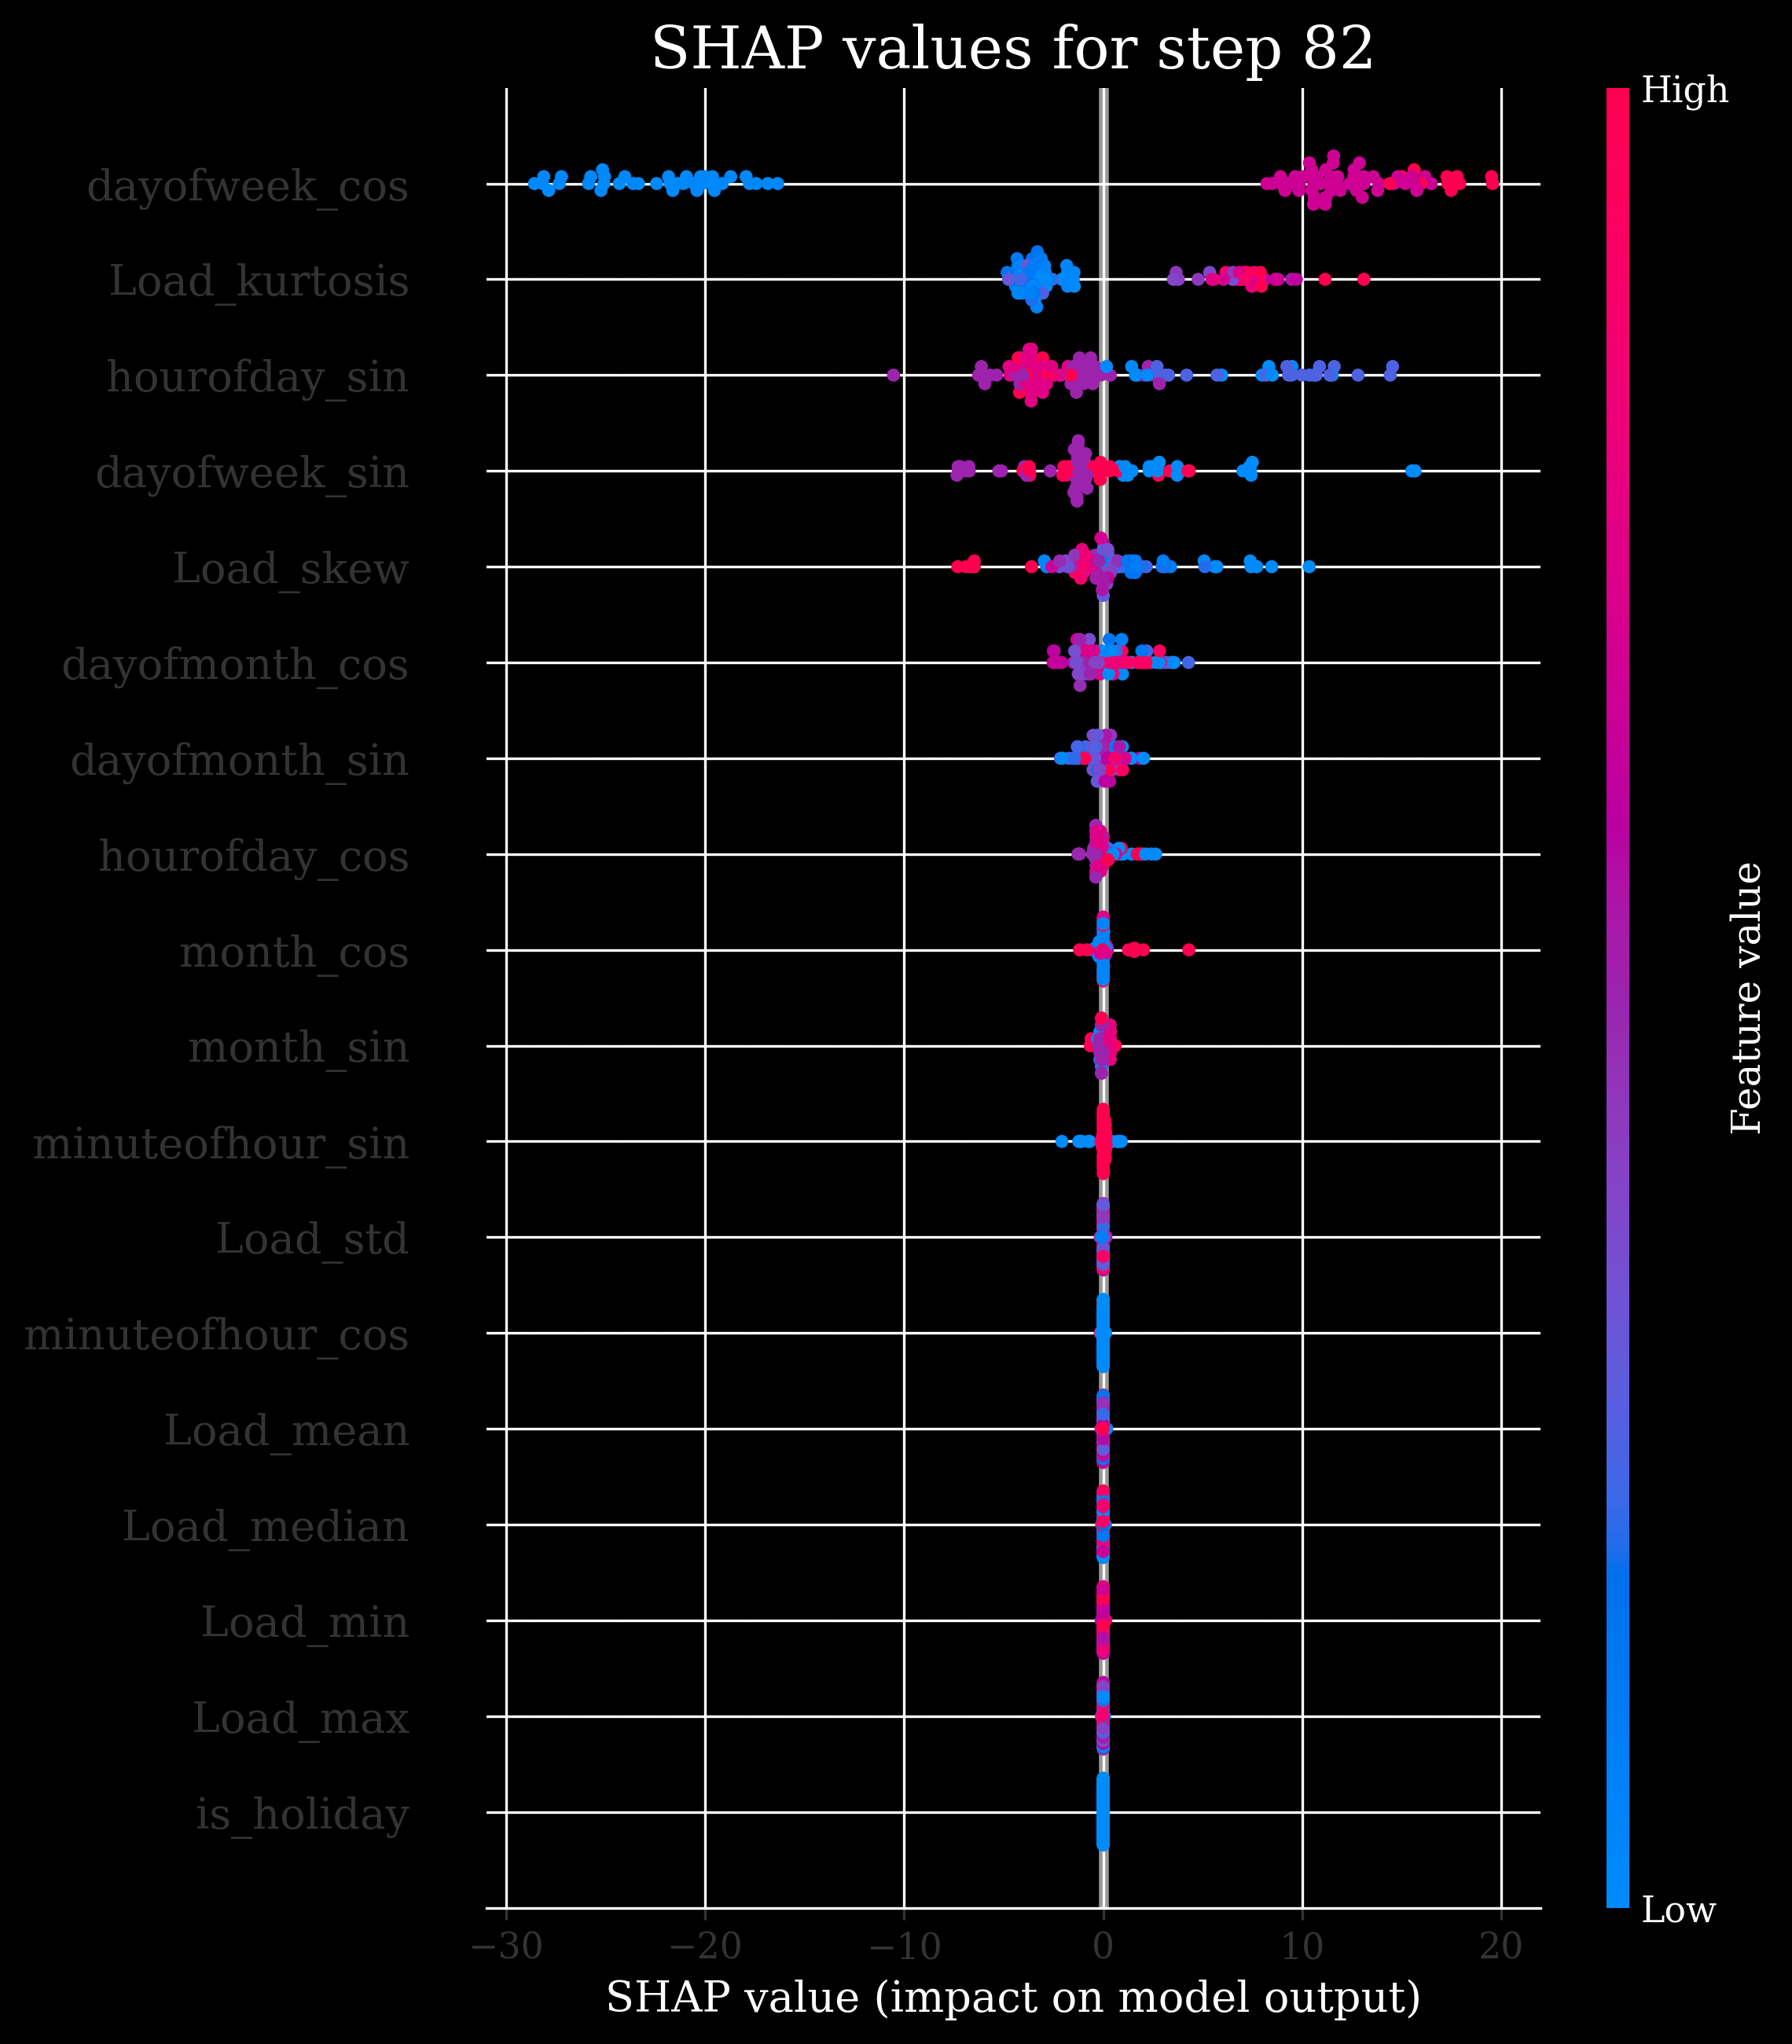 SHAP values for step 82
High
dayofweek_cos
Load_kurtosis
hourofday_sin
dayofweek_sin
Load_skew
dayofmonth_cos
dayofmonth_sin
hourofday_cos
month_cos
month_sin
minuteofhour_sin
Load_std
minuteofhour_cos
Load_mean
Load_median
Load_min
Load_max
is_holiday
Feature value
Low
−30 −20 −10 0 10 20
SHAP value (impact on model output)